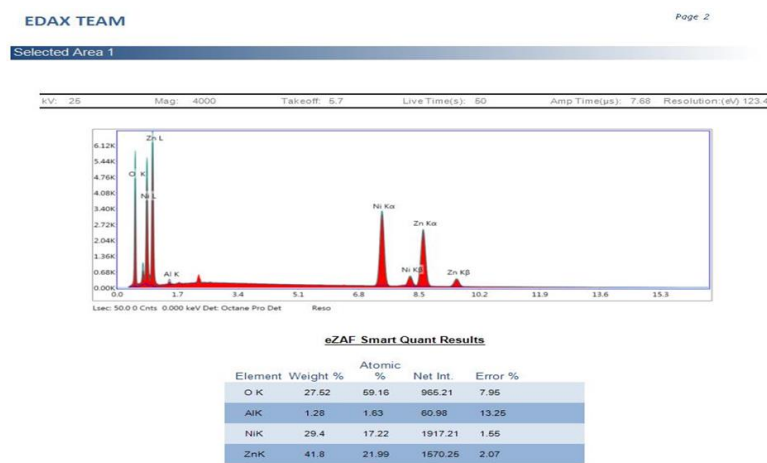 EDAX TEAM
Page 2
Selected Area 1
kV: 25 Mag: 4000 Takeoff: 5.7 Live Time(s): 50 Amp Time(µs): 7.68 Resolution:(eV) 123.4
Zn L
6.12K
5.44K
4.76K
O K
4.08K
Ni L
3.40K
Ni Kα
2.72K
Zn Kα
2.04K
1.36K
0.68K
Al K
Ni Kβ
Zn Kβ
0.00K
0.0 1.7 3.4 5.1 6.8 8.5 10.2 11.9 13.6 15.3
Lsec: 50.0 0 Cnts 0.000 keV Det: Octane Pro Det Reso
eZAF Smart Quant Results
Element Weight % Atomic % Net Int. Error %
O K 27.52 59.16 965.21 7.95
AlK 1.28 1.63 60.98 13.25
NiK 29.4 17.22 1917.21 1.55
ZnK 41.8 21.99 1570.25 2.07